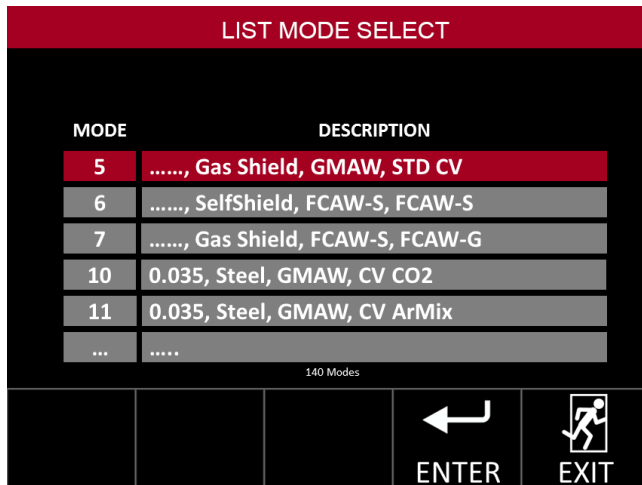 LIST MODE SELECT
MODE DESCRIPTION
5 ......, Gas Shield, GMAW, STD CV
6 ......, SelfShield, FCAW-S, FCAW-S
7 ......, Gas Shield, FCAW-S, FCAW-G
10 0.035, Steel, GMAW, CV CO2
11 0.035, Steel, GMAW, CV ArMix
... .....
140 Modes
ENTER EXIT